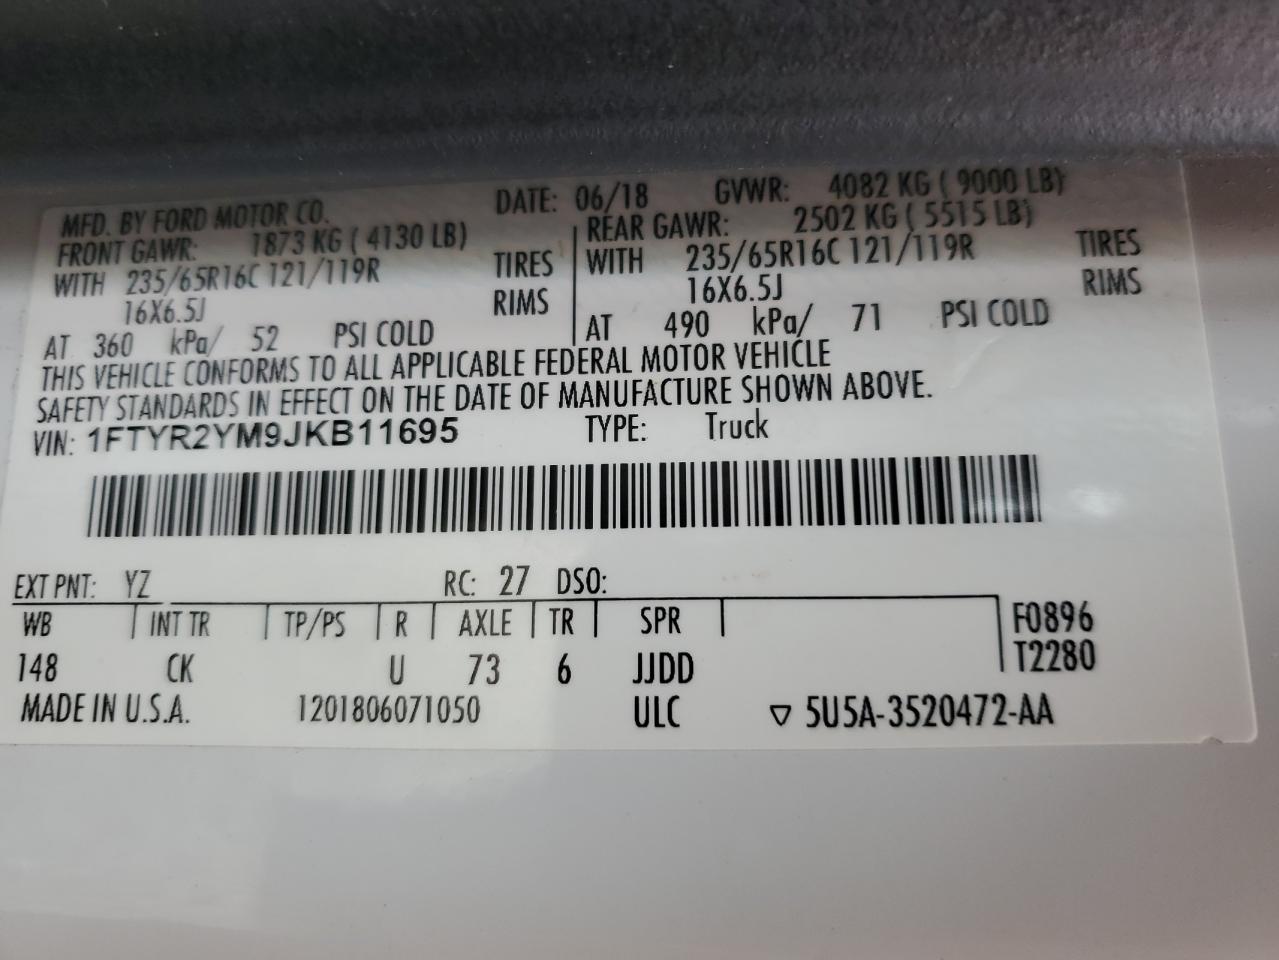 MFD. BY FORD MOTOR CO. DATE: 06/18 GVWR: 4082 KG ( 9000 LB)
FRONT GAWR: 1873 KG ( 4130 LB) REAR GAWR: 2502 KG ( 5515 LB)
WITH 235/65R16C 121/119R TIRES WITH 235/65R16C 121/119R TIRES
16X6.5J RIMS 16X6.5J RIMS
AT 360 kPa/ 52 PSI COLD AT 490 kPa/ 71 PSI COLD
THIS VEHICLE CONFORMS TO ALL APPLICABLE FEDERAL MOTOR VEHICLE
SAFETY STANDARDS IN EFFECT ON THE DATE OF MANUFACTURE SHOWN ABOVE.
VIN: 1FTYR2YM9JKB11695 TYPE: Truck
EXT PNT: YZ RC: 27 DSO:
WB INT TR TP/PS R AXLE TR SPR F0896
148 CK U 73 6 JJDD T2280
MADE IN U.S.A. 1201806071050 ULC ▽ 5U5A-3520472-AA